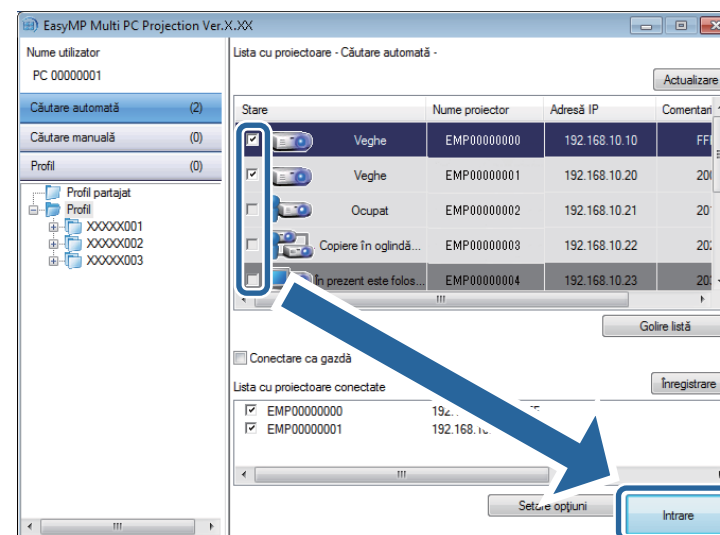 EasyMP Multi PC Projection Ver.X.XX
Nume utilizator
PC 00000001
Căutare automată (2)
Căutare manuală (0)
Profil (0)
Profil partajat
Profil
XXXXX001
XXXXX002
XXXXX003
Lista cu proiectoare - Căutare automată -
Actualizare
Stare Nume proiector Adresă IP Comentari
Veghe EMP00000000 192.168.10.10
Veghe EMP00000001 192.168.10.20
Ocupat EMP00000002 192.168.10.21
Copiere în oglindă... EMP00000003 192.168.10.22
În prezent este folos... EMP00000004 192.168.10.23
Golire listă
Conectare ca gazdă
Lista cu proiectoare conectate
Înregistrare
EMP00000000 192.
EMP00000001 192.168.
Setare opțiuni
Intrare